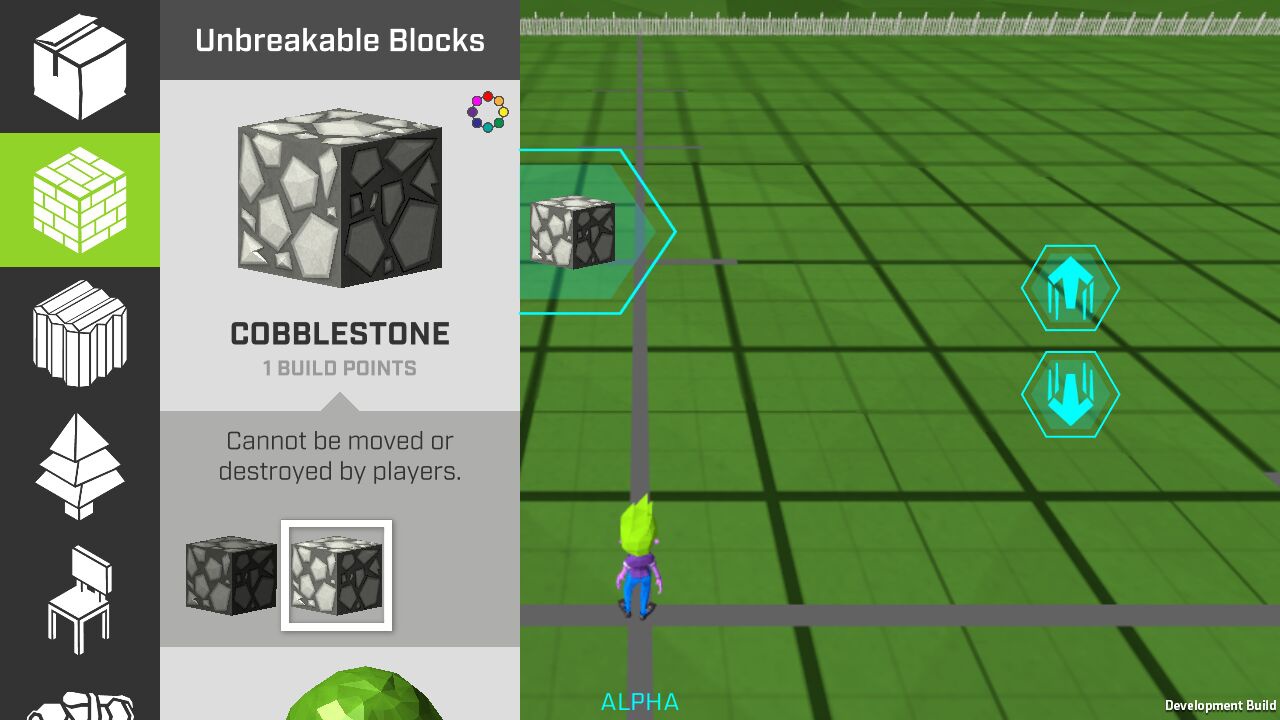 Unbreakable Blocks
COBBLESTONE
1 BUILD POINTS
Cannot be moved or
destroyed by players.
ALPHA
Development Build